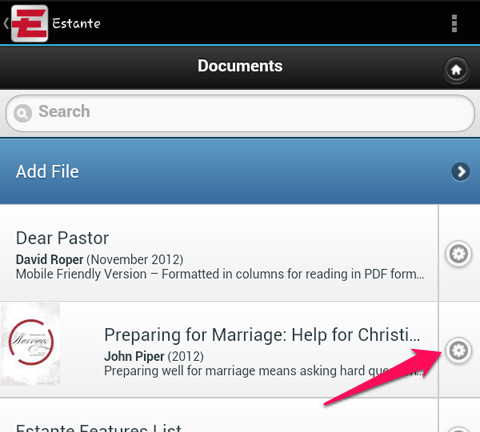 Estante
Documents
Search
Add File
Dear Pastor
David Roper (November 2012)
Mobile Friendly Version – Formatted in columns for reading in PDF form...
Preparing for Marriage: Help for Christi...
John Piper (2012)
Preparing well for marriage means asking hard
Estante Features List